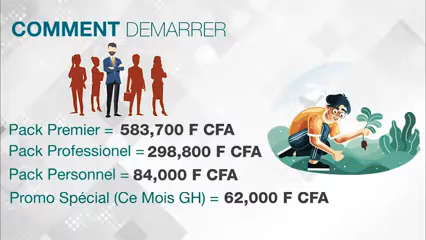 COMMENT DEMARRER
Pack Premier = 583,700 F CFA
Pack Professionel = 298,800 F CFA
Pack Personnel = 84,000 F CFA
Promo Spécial (Ce Mois GH) = 62,000 F CFA